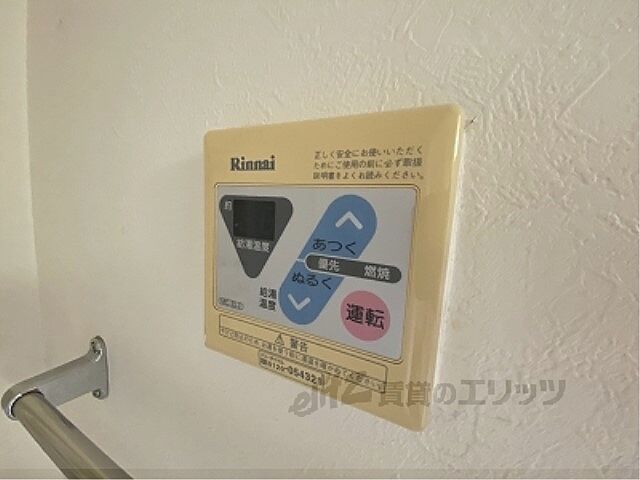 Rinnai
正しく安全にお使いいただく
ためにご使用の前に必ず取扱
説明書をよくお読みください。
約
給湯温度
あつく
優先 燃焼
ぬるく
給湯
温度
運転
警告
賃貸のエリッツ